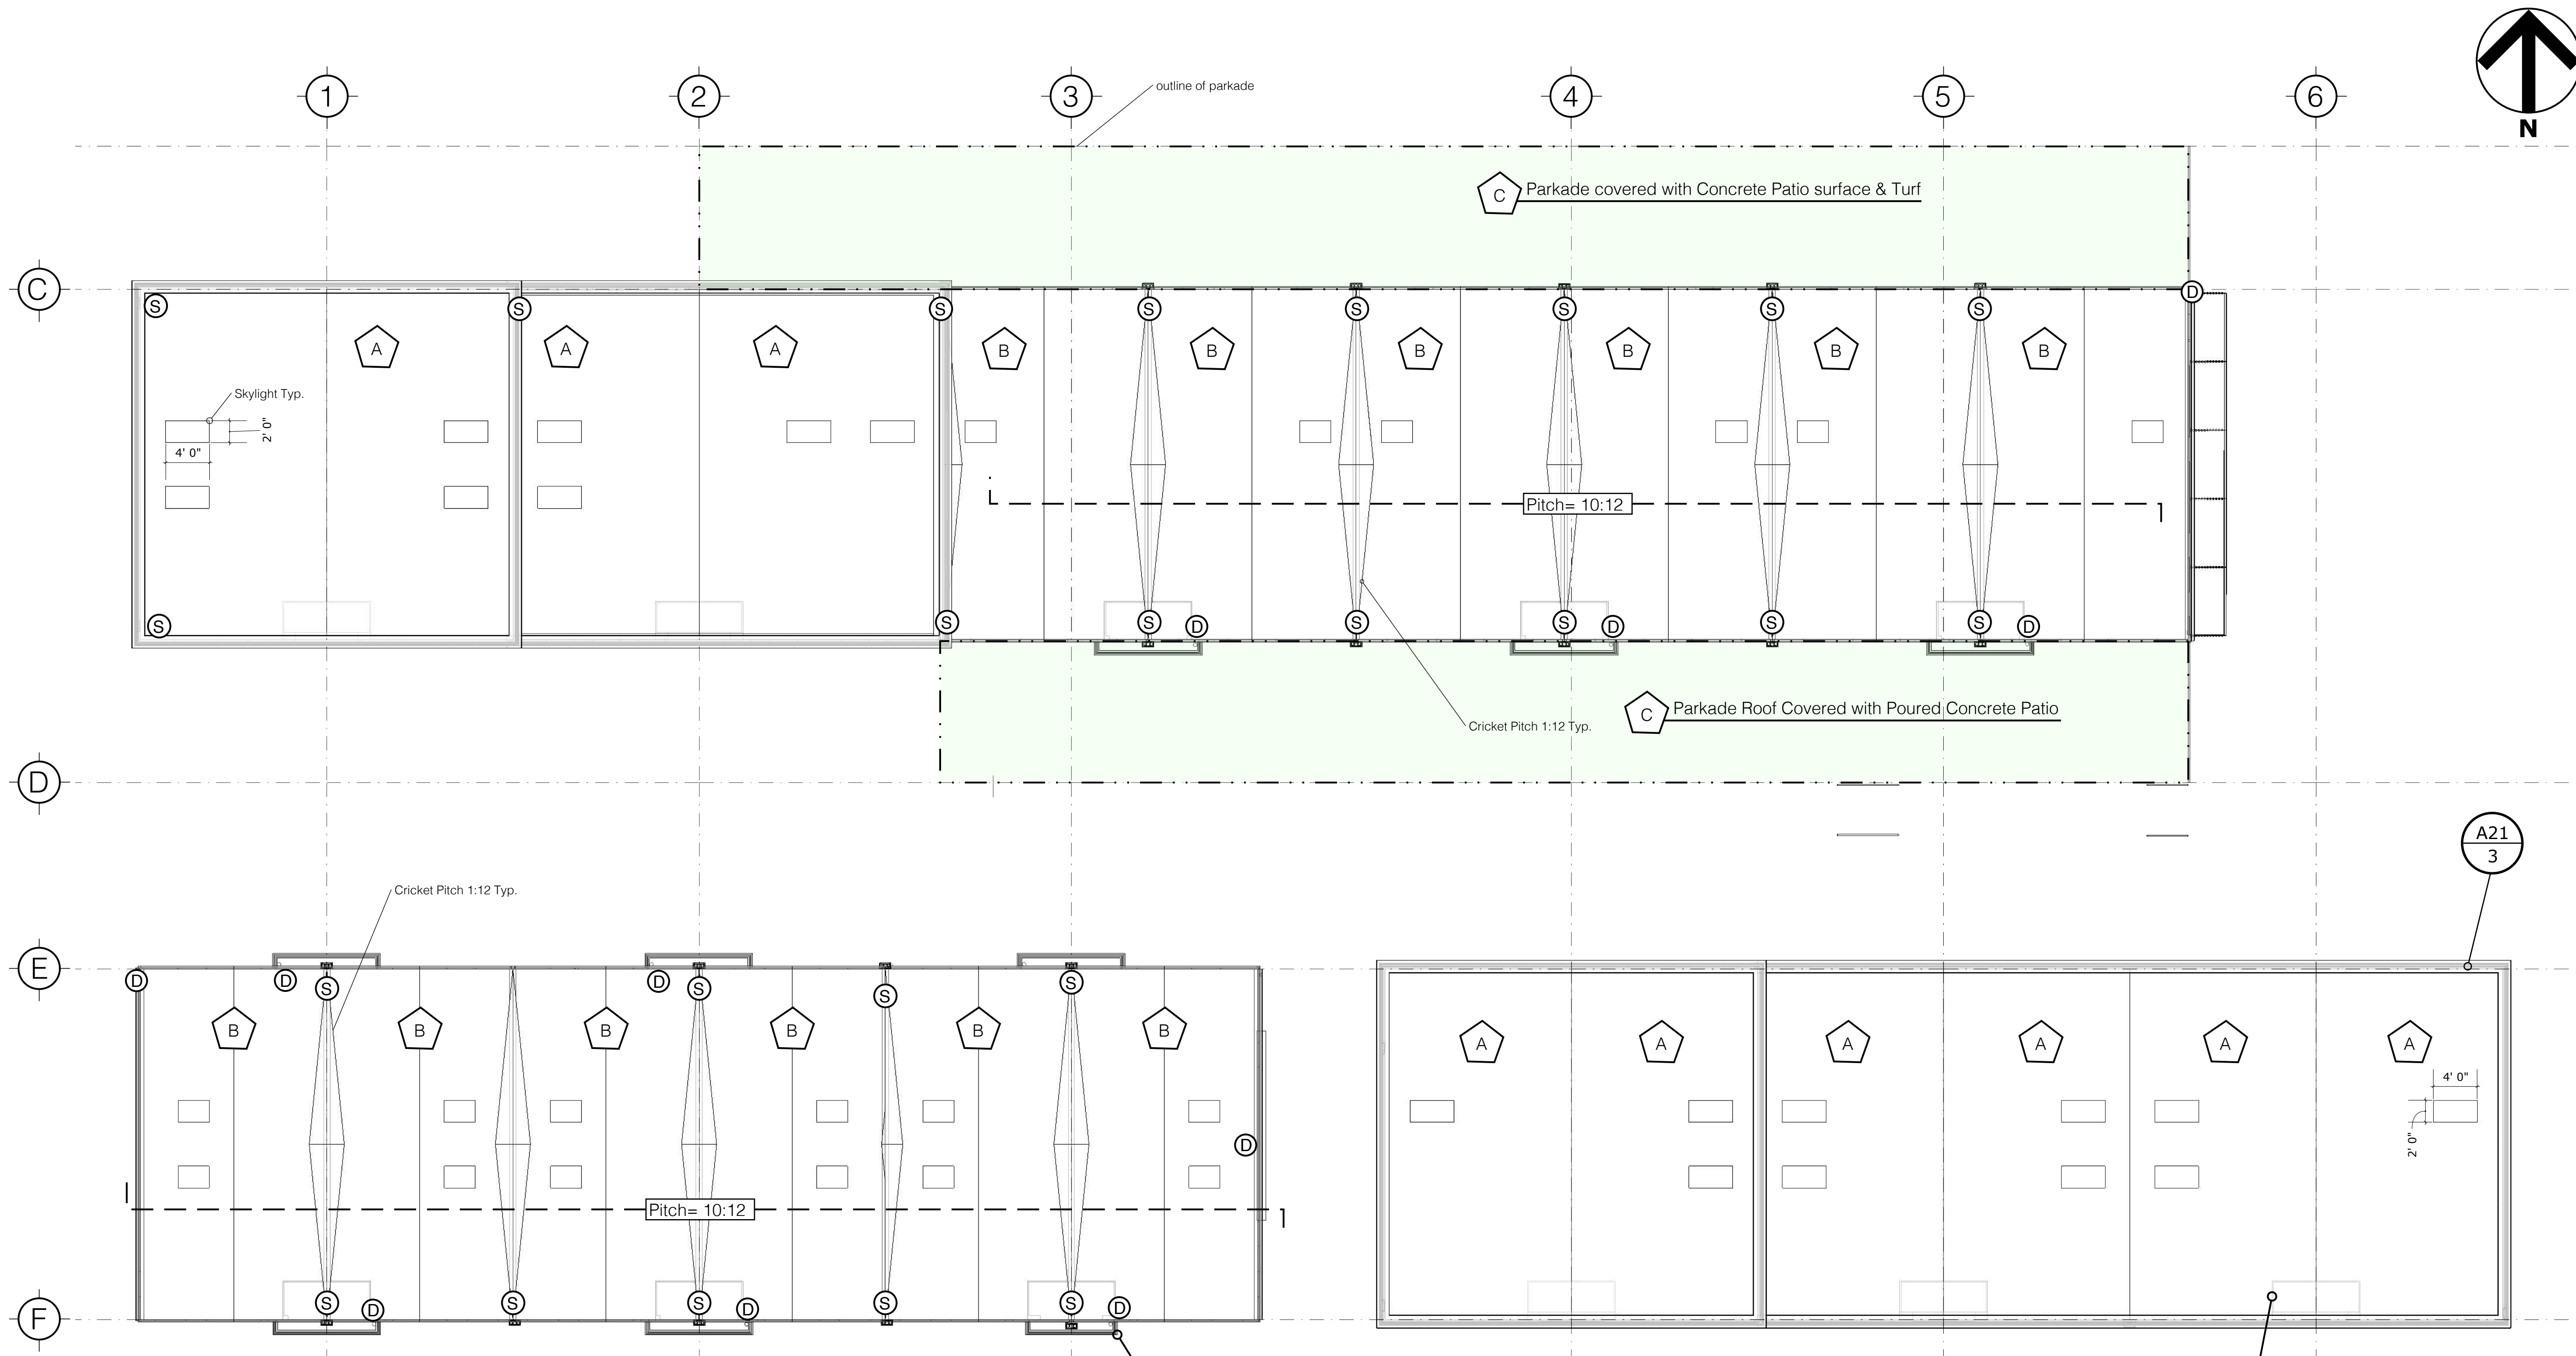 1 2 3 4 5 6
N
outline of parkade
C Parkade covered with Concrete Patio surface & Turf
C
S S S S S S S S D
A A A B B B B B B
Skylight Typ.
2' 0"
4' 0"
Pitch= 10:12
S S S D S S D S S D
C Parkade Roof Covered with Poured Concrete Patio
Cricket Pitch 1:12 Typ.
D
A21
3
Cricket Pitch 1:12 Typ.
E
D D S D S S S
B B B B B B
A A A A A A
4' 0"
2' 0"
D
Pitch= 10:12
S D S S D S S D
F